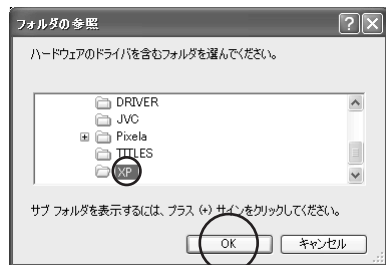 フォルダの参照
ハードウェアのドライバを含むフォルダを選んでください。
DRIVER
JVC
Pixela
TITLES
XP
サブ フォルダを表示するには、プラス (+) サインをクリックしてください。
OK
キャンセル